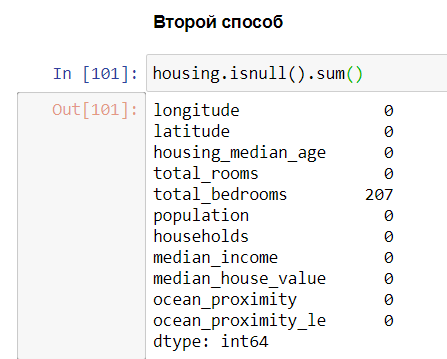 Второй способ
In [101]: housing.isnull().sum()
Out[101]: longitude 0
latitude 0
housing_median_age 0
total_rooms 0
total_bedrooms 207
population 0
households 0
median_income 0
median_house_value 0
ocean_proximity 0
ocean_proximity_le 0
dtype: int64